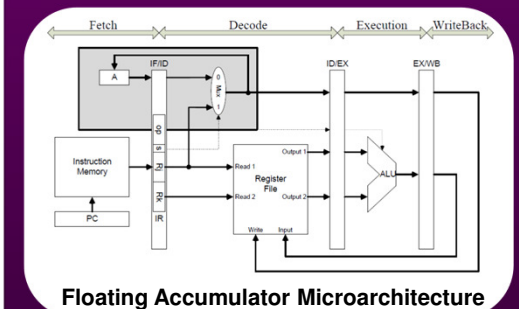 Fetch Decode Execution WriteBack
IF/ID ID/EX EX/WB
A
0
Mux
1
op
s
Rj
Rk
IR
Instruction
Memory
PC
Read 1
Read 2
Output 1
Register
File
Output 2
Write Input
ALU
Floating Accumulator Microarchitecture